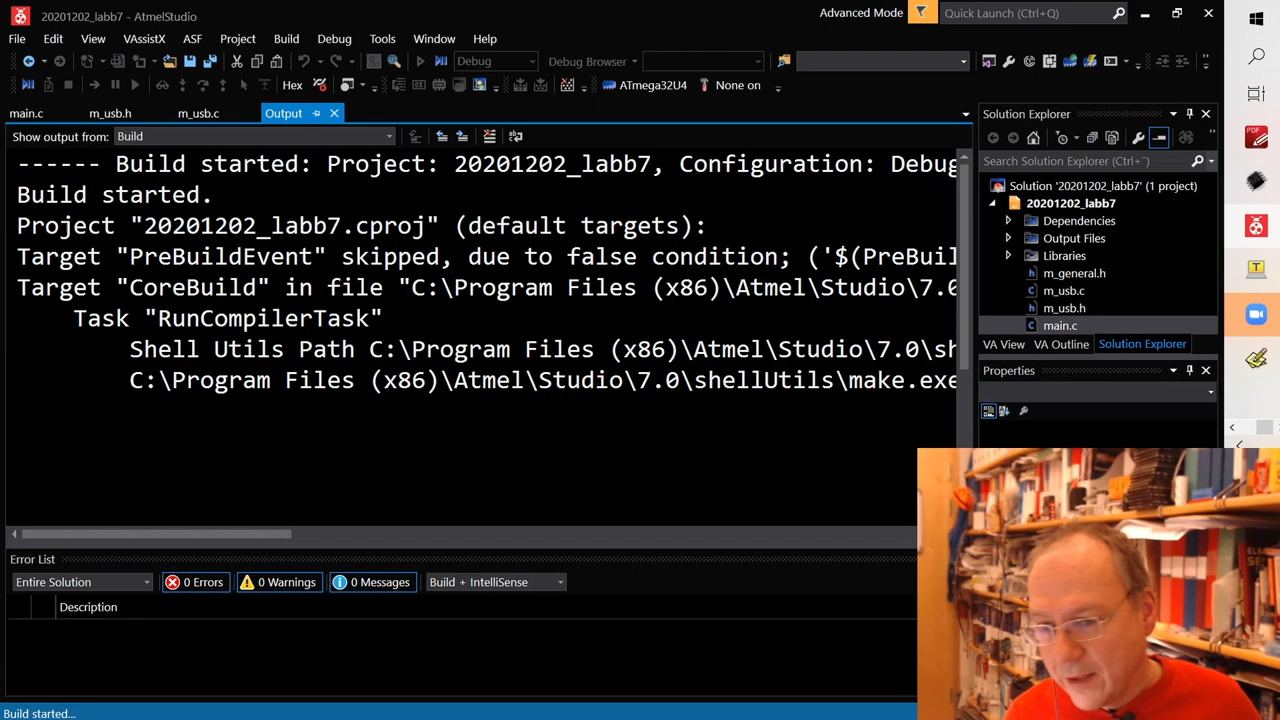 20201202_labb7 - AtmelStudio
Advanced Mode
Quick Launch (Ctrl+Q)
File Edit View VAssistX ASF Project Build Debug Tools Window Help
Debug
Debug Browser
Hex
ATmega32U4
None on
main.c
m_usb.h
m_usb.c
Output
Show output from: Build
------ Build started: Project: 20201202_labb7, Configuration: Debug
Build started.
Project "20201202_labb7.cproj" (default targets):
Target "PreBuildEvent" skipped, due to false condition; ('$(PreBuil
Target "CoreBuild" in file "C:\Program Files (x86)\Atmel\Studio\7.0
Task "RunCompilerTask"
Shell Utils Path C:\Program Files (x86)\Atmel\Studio\7.0\sh
C:\Program Files (x86)\Atmel\Studio\7.0\shellUtils\make.exe
Error List
Entire Solution
0 Errors
0 Warnings
0 Messages
Build + IntelliSense
Description
Build started...
Solution Explorer
Search Solution Explorer (Ctrl+¨)
Solution '20201202_labb7' (1 project)
20201202_labb7
Dependencies
Output Files
Libraries
m_general.h
m_usb.c
m_usb.h
main.c
VA View VA Outline Solution Explorer
Properties
PDF